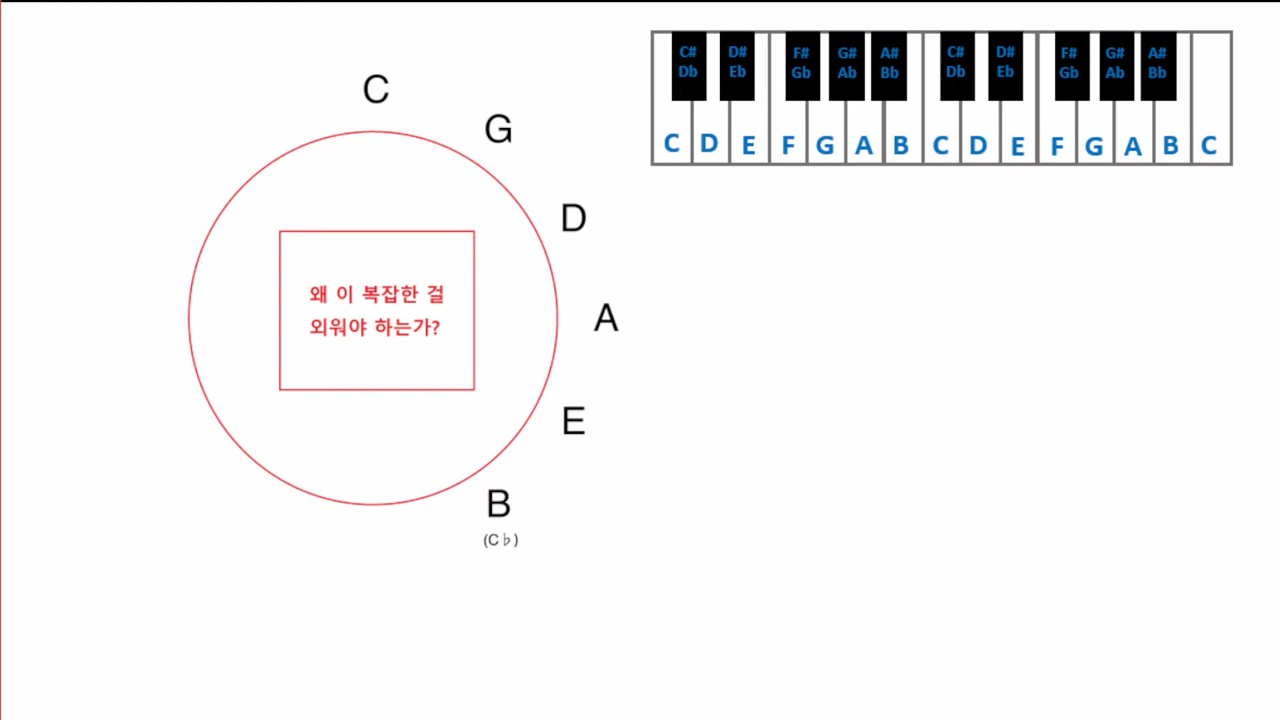 C
G
D
A
E
B
(C♭)
왜 이 복잡한 걸
외워야 하는가?
C# D# F# G# A# C# D# F# G# A#
Db Eb Gb Ab Bb Db Eb Gb Ab Bb
C D E F G A B C D E F G A B C